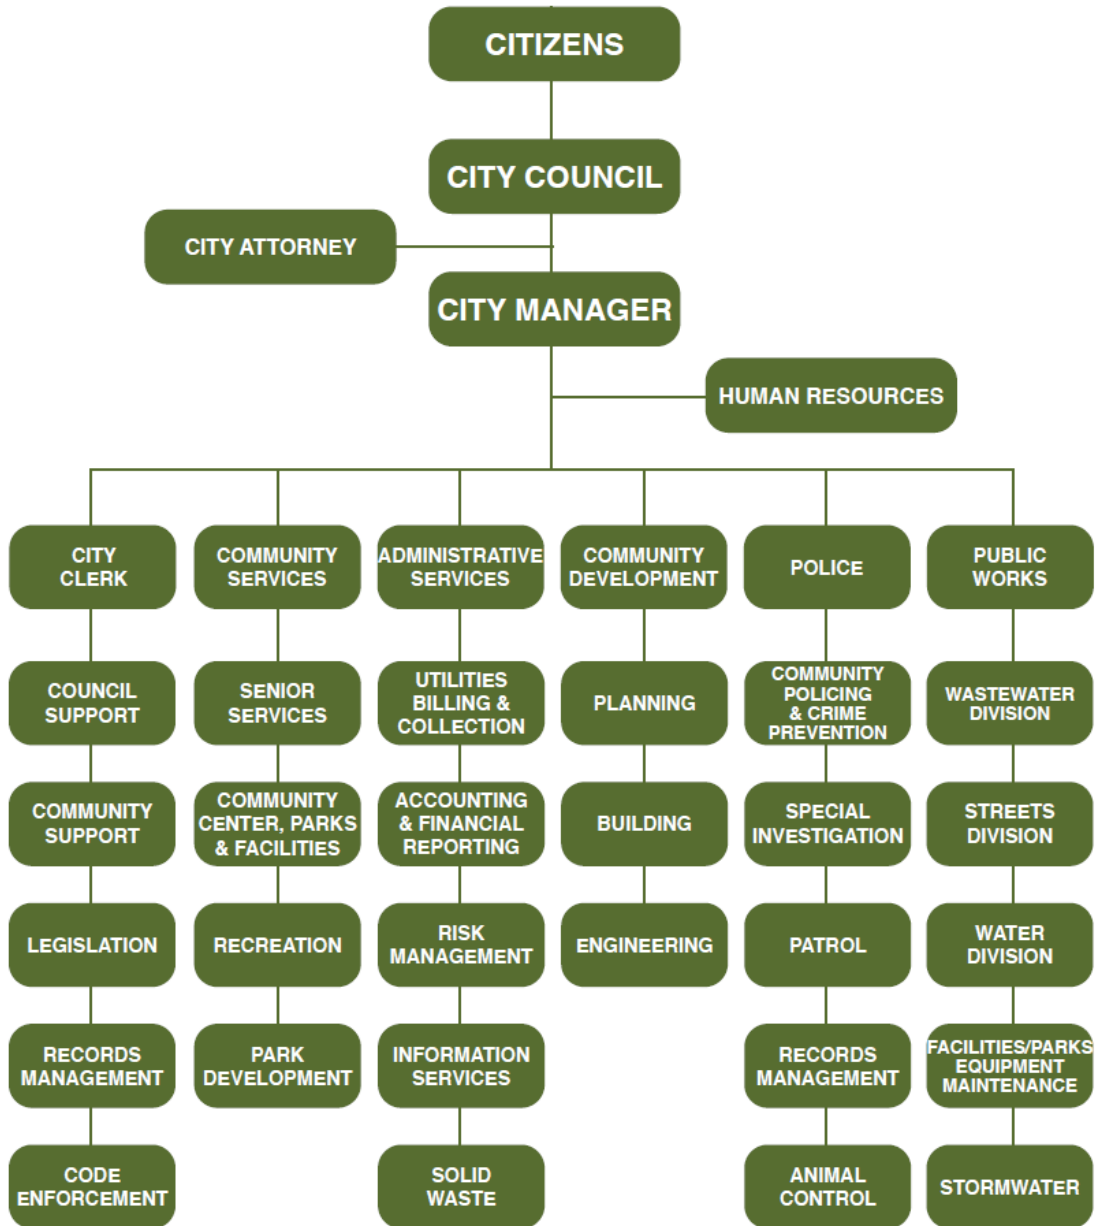 CITIZENS
CITY COUNCIL
CITY ATTORNEY
CITY MANAGER
HUMAN RESOURCES
CITY
CLERK
COMMUNITY
SERVICES
ADMINISTRATIVE
SERVICES
COMMUNITY
DEVELOPMENT
POLICE
PUBLIC
WORKS
COUNCIL
SUPPORT
SENIOR
SERVICES
UTILITIES
BILLING &
COLLECTION
PLANNING
COMMUNITY
POLICING
& CRIME
PREVENTION
WASTEWATER
DIVISION
COMMUNITY
SUPPORT
COMMUNITY
CENTER, PARKS
& FACILITIES
ACCOUNTING
& FINANCIAL
REPORTING
BUILDING
SPECIAL
INVESTIGATION
STREETS
DIVISION
LEGISLATION
RECREATION
RISK
MANAGEMENT
ENGINEERING
PATROL
WATER
DIVISION
RECORDS
MANAGEMENT
PARK
DEVELOPMENT
INFORMATION
SERVICES
RECORDS
MANAGEMENT
FACILITIES/PARKS
EQUIPMENT
MAINTENANCE
CODE
ENFORCEMENT
SOLID
WASTE
ANIMAL
CONTROL
STORMWATER